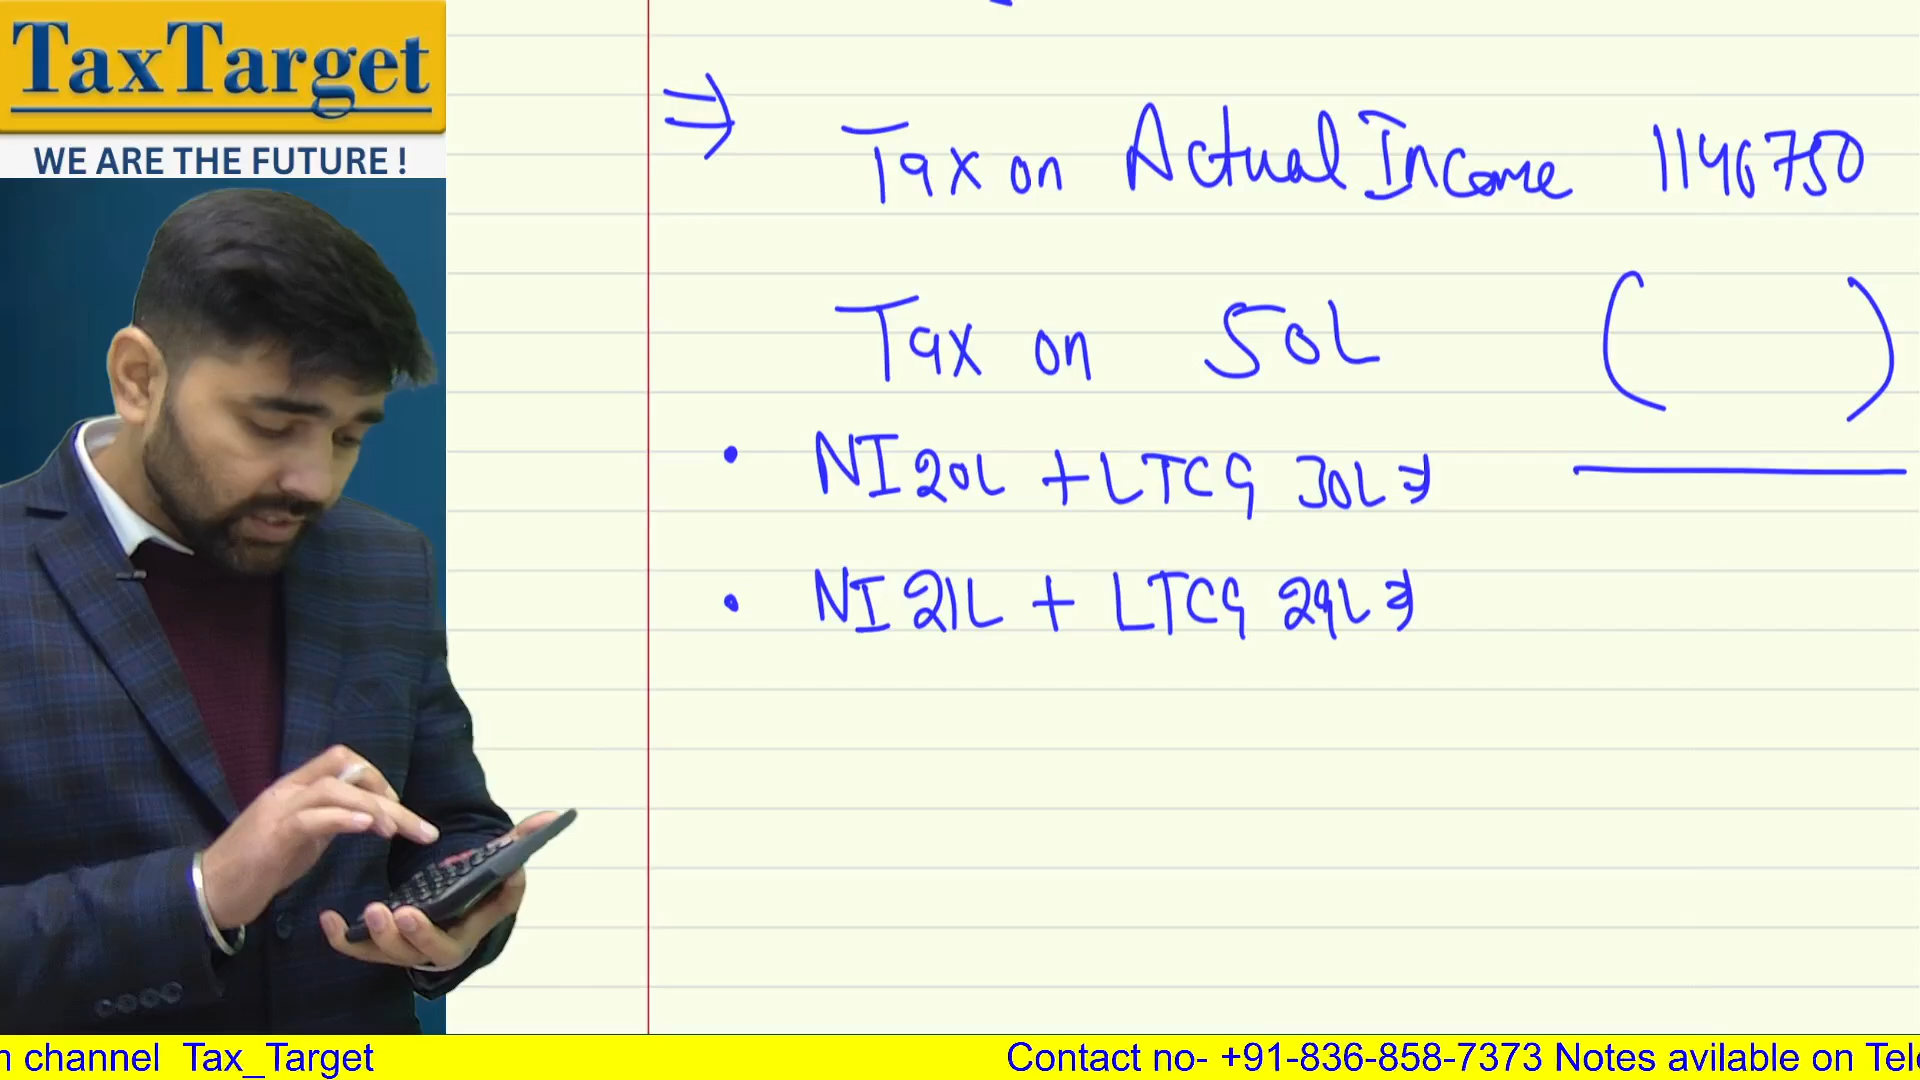 TaxTarget
WE ARE THE FUTURE !
⇒ Tax on Actual Income 1146750
Tax on 50L ( )
• NI 20L + LTCG 30L ⇒
• NI 21L + LTCG 29L ⇒
n channel Tax_Target
Contact no- +91-836-858-7373 Notes avilable on Tele